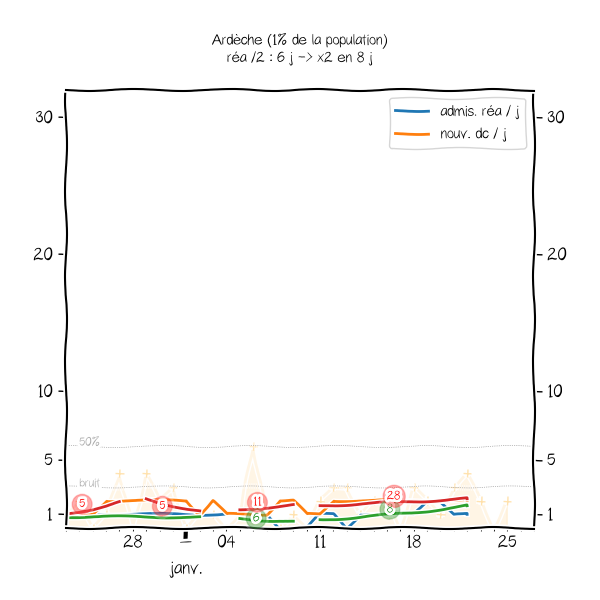 Ardèche (1% de la population)
réa /2 : 6 j -> x2 en 8 j
admis. réa / j
nouv. dc / j
30 30
20 20
10 10
50%
5 5
bruit
5 5 11 28
6 8
1 1
28 04 11 18 25
janv.